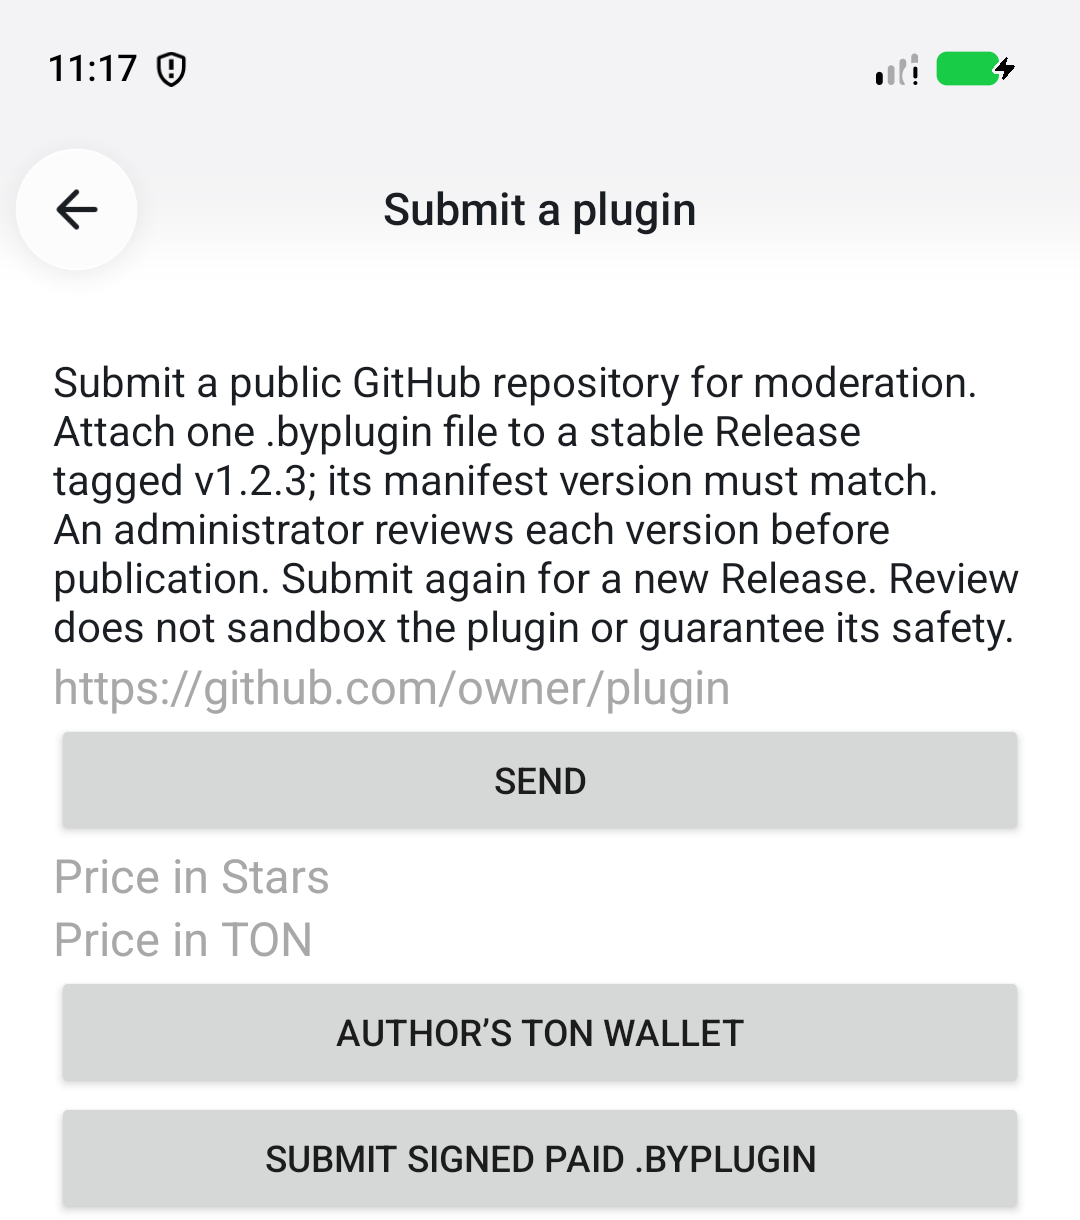 11:17
Submit a plugin
Submit a public GitHub repository for moderation.
Attach one .byplugin file to a stable Release
tagged v1.2.3; its manifest version must match.
An administrator reviews each version before
publication. Submit again for a new Release. Review
does not sandbox the plugin or guarantee its safety.
https://github.com/owner/plugin
SEND
Price in Stars
Price in TON
AUTHOR’S TON WALLET
SUBMIT SIGNED PAID .BYPLUGIN